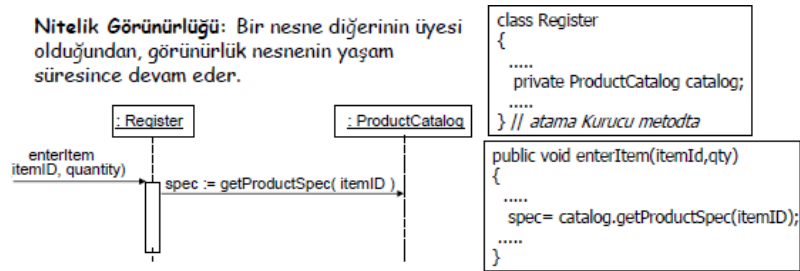 Nitelik Görünürlüğü: Bir nesne diğerinin üyesi
olduğundan, görünürlük nesnenin yaşam
süresince devam eder.
: Register
: ProductCatalog
enterItem
itemID, quantity)
spec := getProductSpec( itemID )
class Register
{
.....
private ProductCatalog catalog;
.....
} // atama Kurucu metodta
public void enterItem(itemId,qty)
{
.....
spec= catalog.getProductSpec(itemID);
.....
}